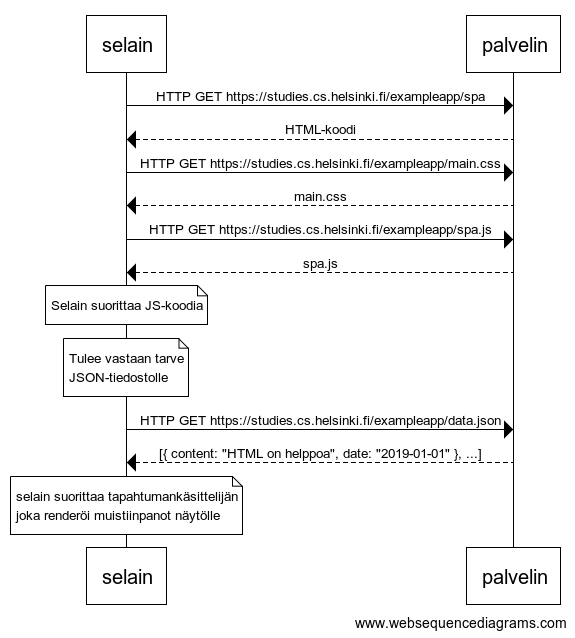 selain palvelin
HTTP GET https://studies.cs.helsinki.fi/exampleapp/spa
HTML-koodi
HTTP GET https://studies.cs.helsinki.fi/exampleapp/main.css
main.css
HTTP GET https://studies.cs.helsinki.fi/exampleapp/spa.js
spa.js
Selain suorittaa JS-koodia
Tulee vastaan tarve
JSON-tiedostolle
HTTP GET https://studies.cs.helsinki.fi/exampleapp/data.json
[{ content: "HTML on helppoa", date: "2019-01-01" }, ...]
selain suorittaa tapahtumankäsittelijän
joka renderöi muistiinpanot näytölle
selain palvelin
www.websequencediagrams.com